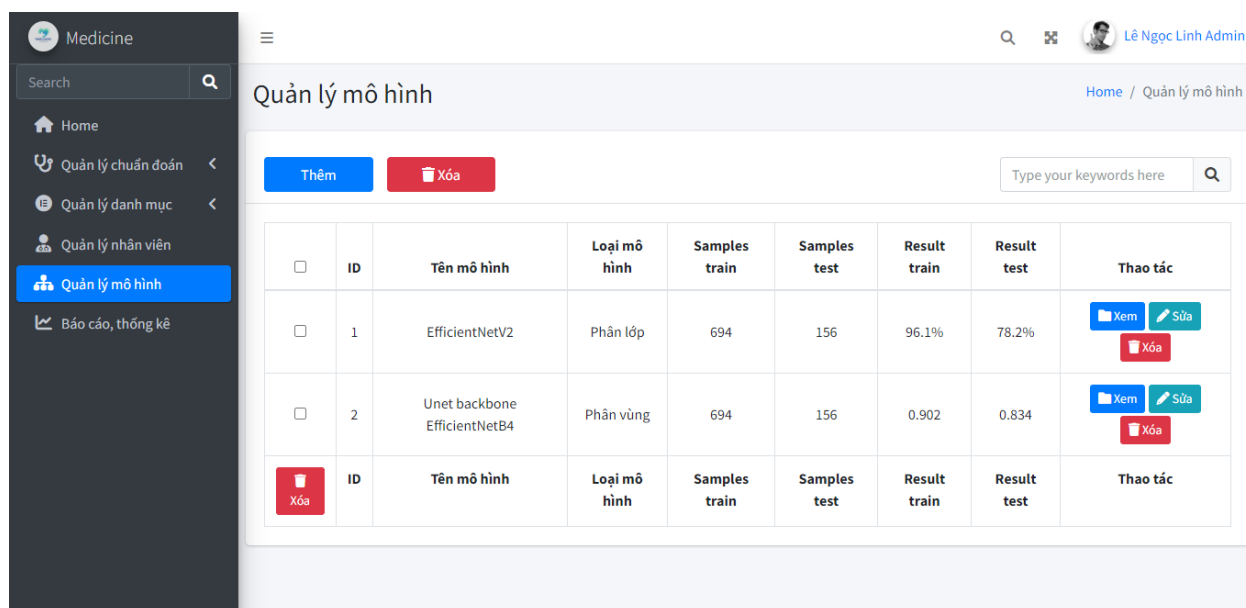 Medicine
Lê Ngọc Linh Admin
Search
Quản lý mô hình
Home / Quản lý mô hình
Home
Quản lý chuẩn đoán
Quản lý danh mục
Quản lý nhân viên
Quản lý mô hình
Báo cáo, thống kê
Thêm Xóa Type your keywords here
ID Tên mô hình Loại mô hình Samples train Samples test Result train Result test Thao tác
1 EfficientNetV2 Phân lớp 694 156 96.1% 78.2% Xem Sửa Xóa
2 Unet backbone EfficientNetB4 Phân vùng 694 156 0.902 0.834 Xem Sửa Xóa
Xóa ID Tên mô hình Loại mô hình Samples train Samples test Result train Result test Thao tác